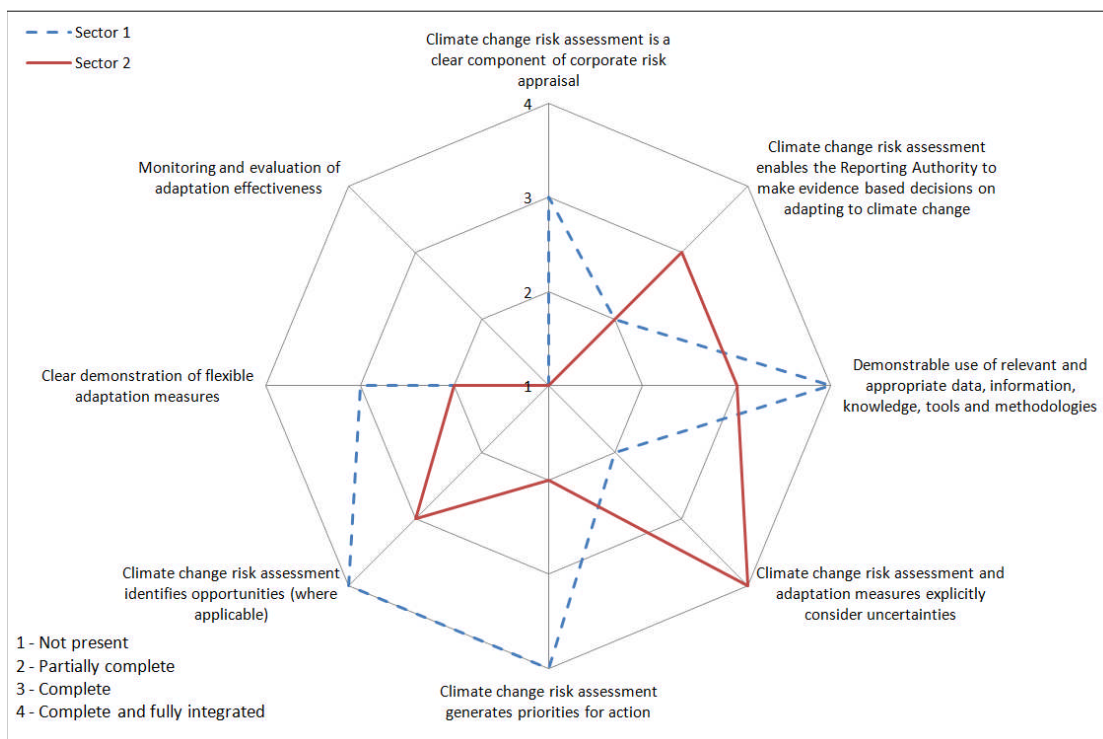 Sector 1
Sector 2
Climate change risk assessment is a
clear component of corporate risk
appraisal
4
3
2
1
Climate change risk assessment
enables the Reporting Authority to
make evidence based decisions on
adapting to climate change
Demonstrable use of relevant and
appropriate data, information,
knowledge, tools and methodologies
Climate change risk assessment and
adaptation measures explicitly
consider uncertainties
Climate change risk assessment
generates priorities for action
Climate change risk assessment
identifies opportunities (where
applicable)
Clear demonstration of flexible
adaptation measures
Monitoring and evaluation of
adaptation effectiveness
1 - Not present
2 - Partially complete
3 - Complete
4 - Complete and fully integrated